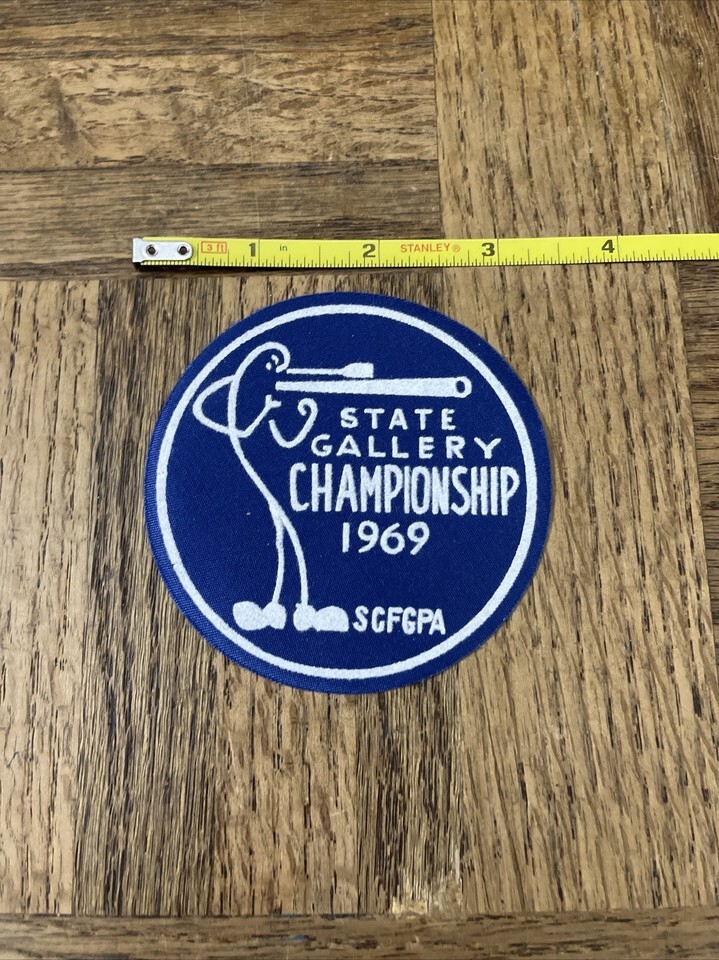 3 ft 1 in 2 STANLEY® 3 4
STATE
GALLERY
CHAMPIONSHIP
1969
SCFGPA